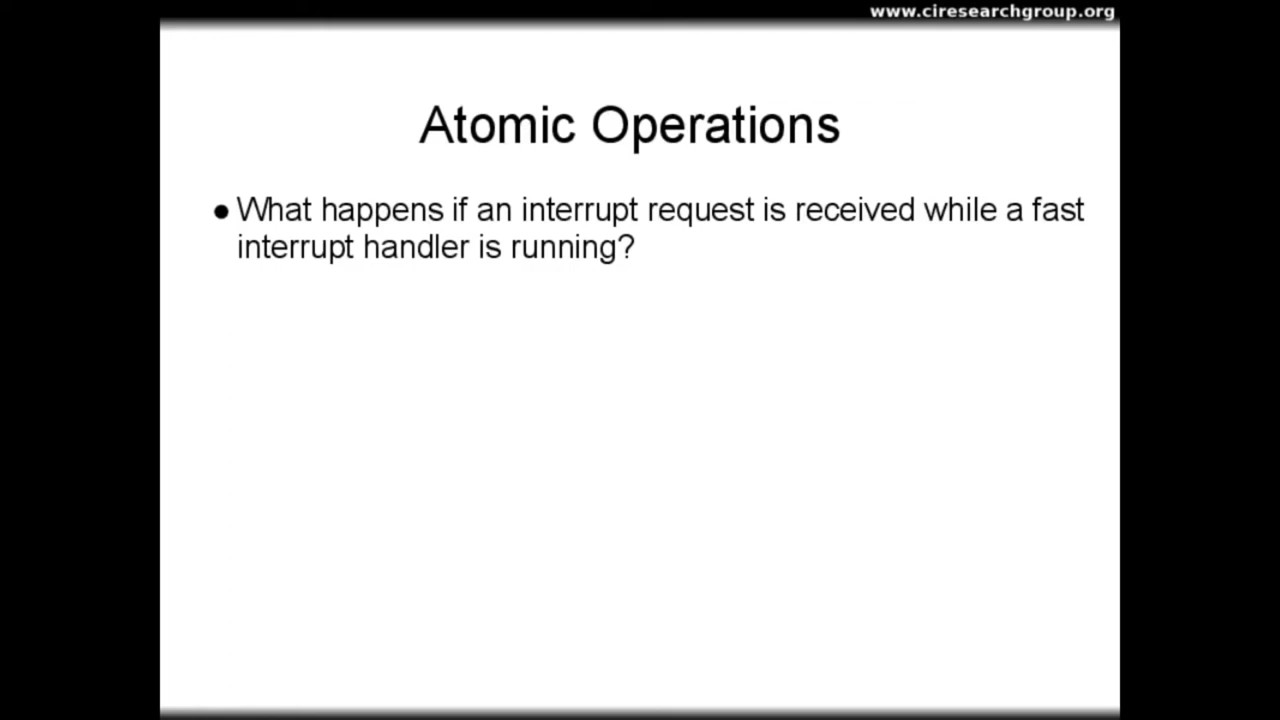 www.ciresearchgroup.org
Atomic Operations
● What happens if an interrupt request is received while a fast
interrupt handler is running?